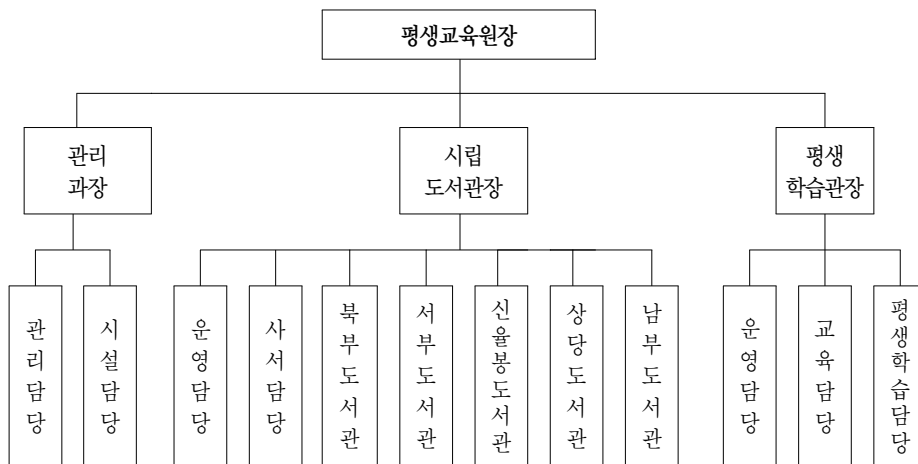 평생교육원장
관리
과장
시립
도서관장
평생
학습관장
관리담당
시설담당
운영담당
사서담당
북부도서관
서부도서관
신율봉도서관
상당도서관
남부도서관
운영담당
교육담당
평생학습담당